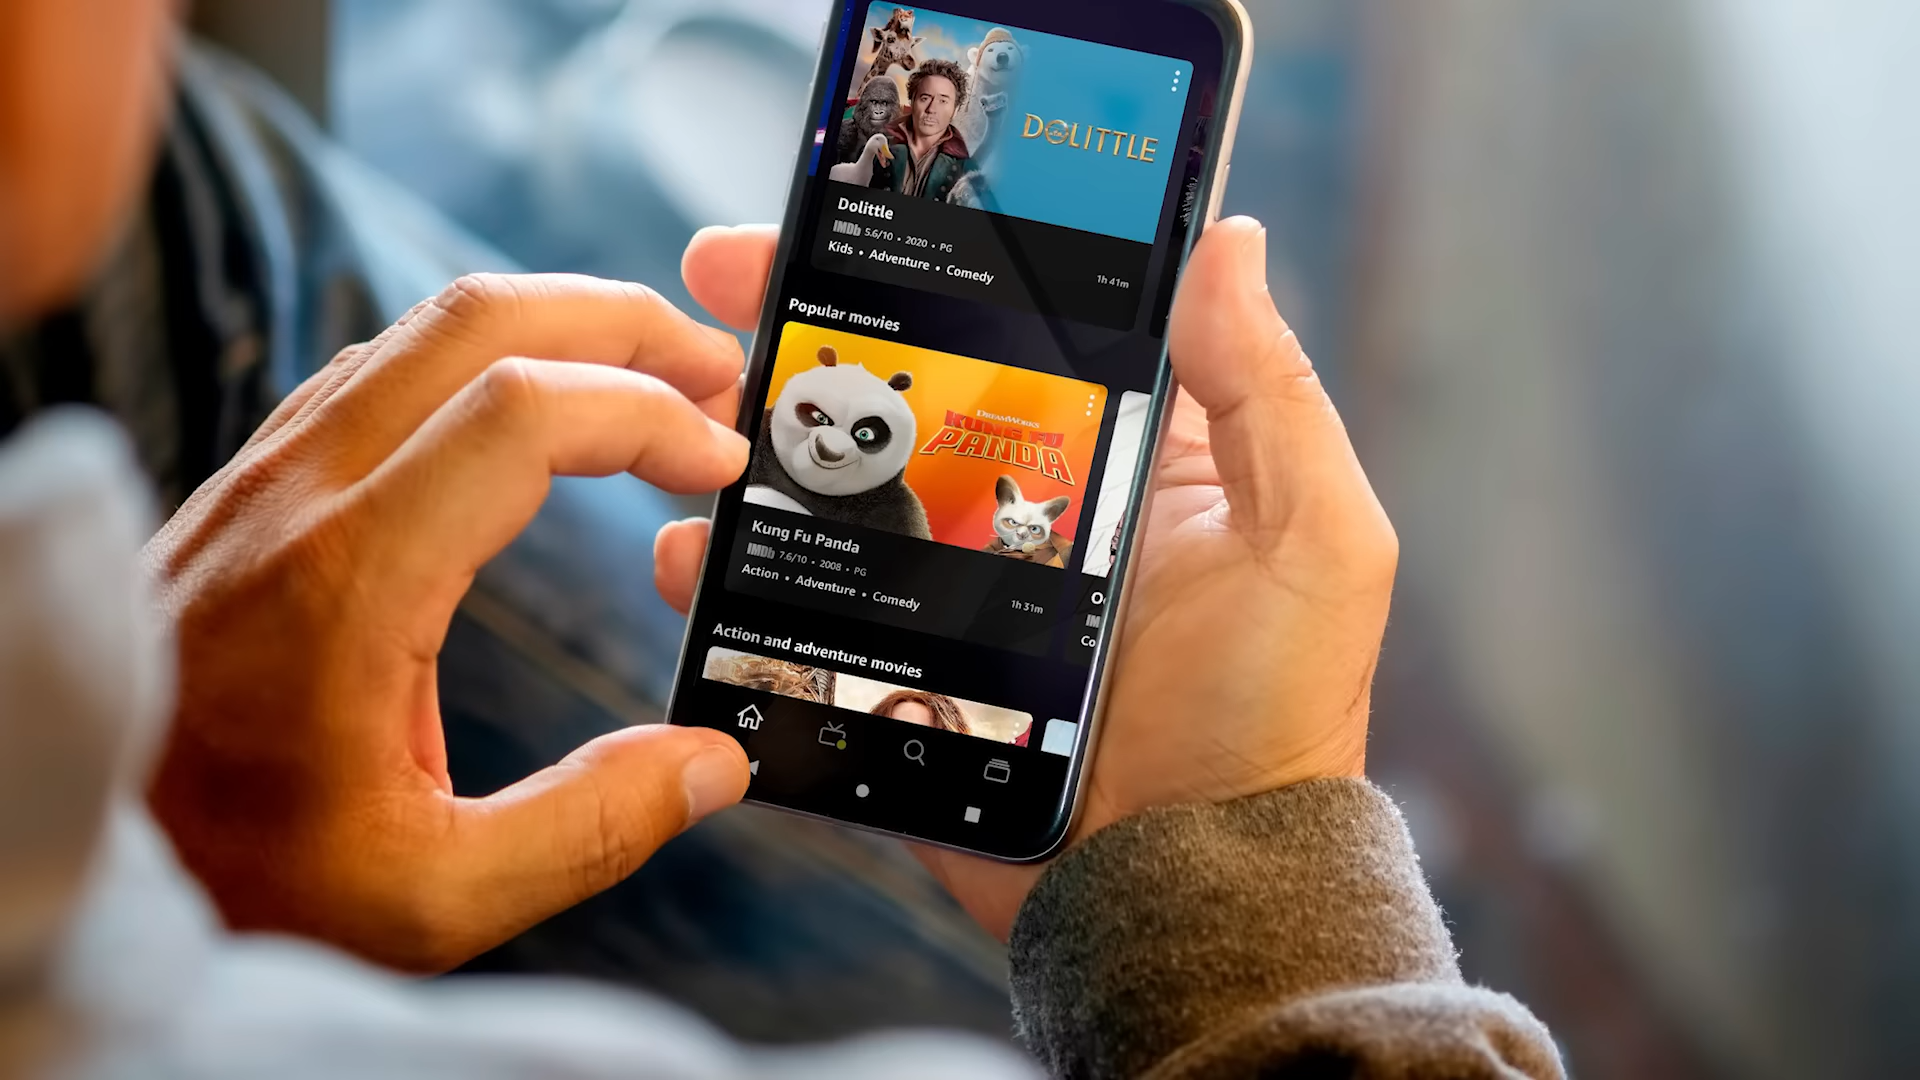 DOLITTLE
Dolittle
IMDb 5.6/10 • 2020 • PG
Kids • Adventure • Comedy
1h 41m
Popular movies
DREAMWORKS
KUNG FU
PANDA
Kung Fu Panda
IMDb 7.6/10 • 2008 • PG
Action • Adventure • Comedy
1h 31m
Action and adventure movies